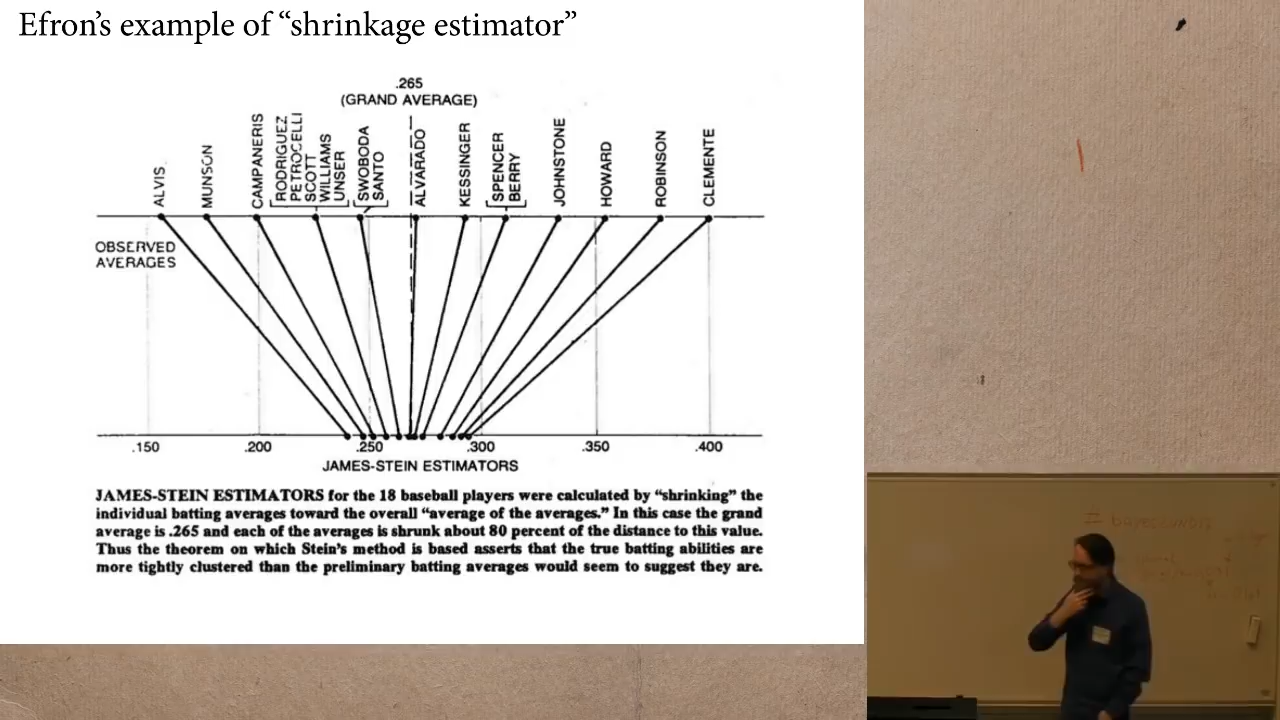 Efron's example of “shrinkage estimator”
.265
(GRAND AVERAGE)
ALVIS
MUNSON
CAMPANERIS
RODRIGUEZ
PETROCELLI
SCOTT
WILLIAMS
UNSER
SWOBODA
SANTO
ALVARADO
KESSINGER
SPENCER
BERRY
JOHNSTONE
HOWARD
ROBINSON
CLEMENTE
OBSERVED
AVERAGES
.150 .200 .250 .300 .350 .400
JAMES-STEIN ESTIMATORS
JAMES-STEIN ESTIMATORS for the 18 baseball players were calculated by “shrinking” the
individual batting averages toward the overall “average of the averages.” In this case the grand
average is .265 and each of the averages is shrunk about 80 percent of the distance to this value.
Thus the theorem on which Stein's method is based asserts that the true batting abilities are
more tightly clustered than the preliminary batting averages would seem to suggest they are.